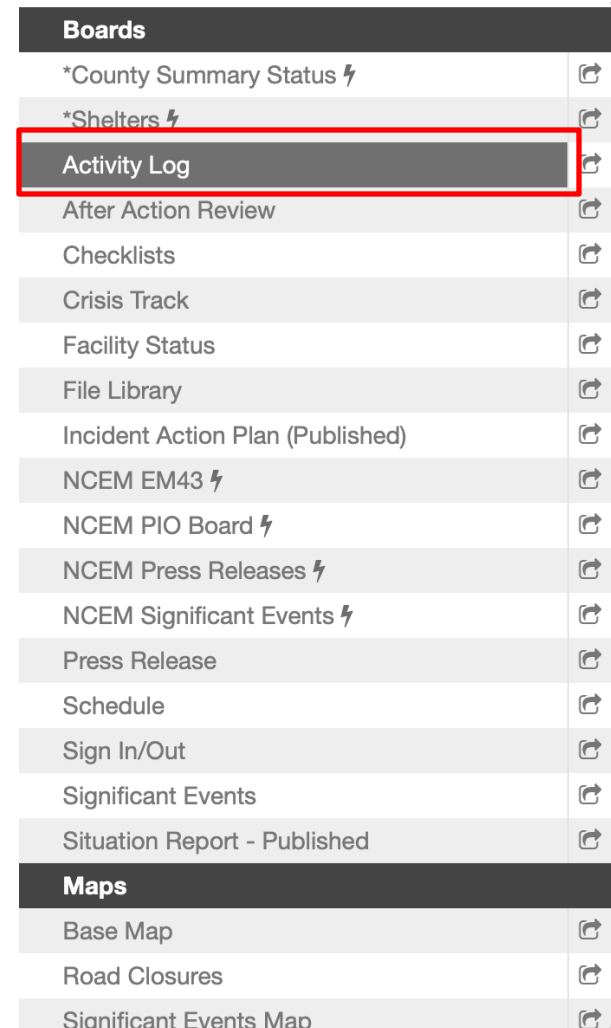 Boards
*County Summary Status
*Shelters
Activity Log
After Action Review
Checklists
Crisis Track
Facility Status
File Library
Incident Action Plan (Published)
NCEM EM43
NCEM PIO Board
NCEM Press Releases
NCEM Significant Events
Press Release
Schedule
Sign In/Out
Significant Events
Situation Report - Published
Maps
Base Map
Road Closures
Significant Events Map